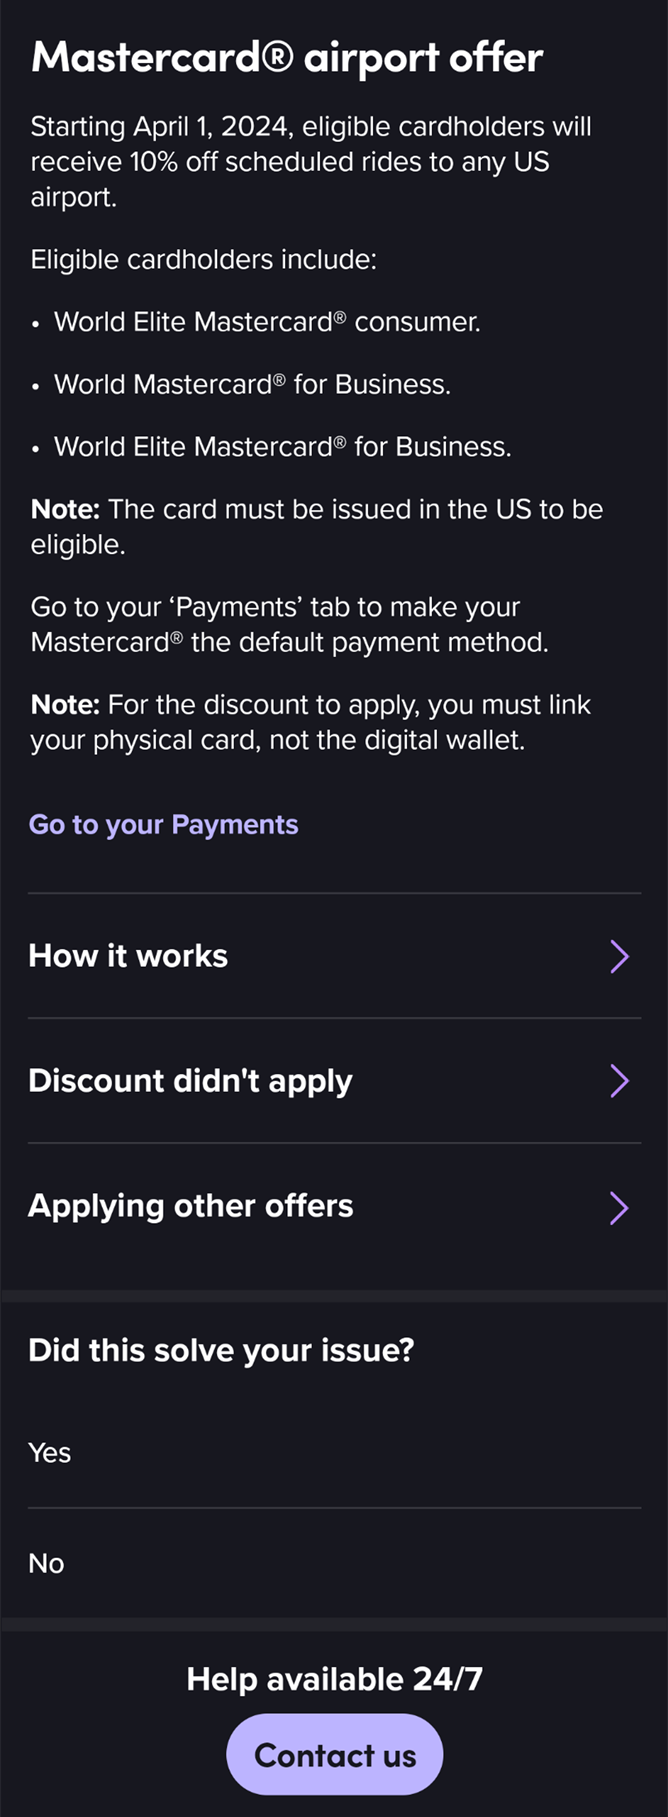 Mastercard® airport offer
Starting April 1, 2024, eligible cardholders will
receive 10% off scheduled rides to any US
airport.
Eligible cardholders include:
• World Elite Mastercard® consumer.
• World Mastercard® for Business.
• World Elite Mastercard® for Business.
Note: The card must be issued in the US to be
eligible.
Go to your ‘Payments’ tab to make your
Mastercard® the default payment method.
Note: For the discount to apply, you must link
your physical card, not the digital wallet.
Go to your Payments
How it works
Discount didn't apply
Applying other offers
Did this solve your issue?
Yes
No
Help available 24/7
Contact us